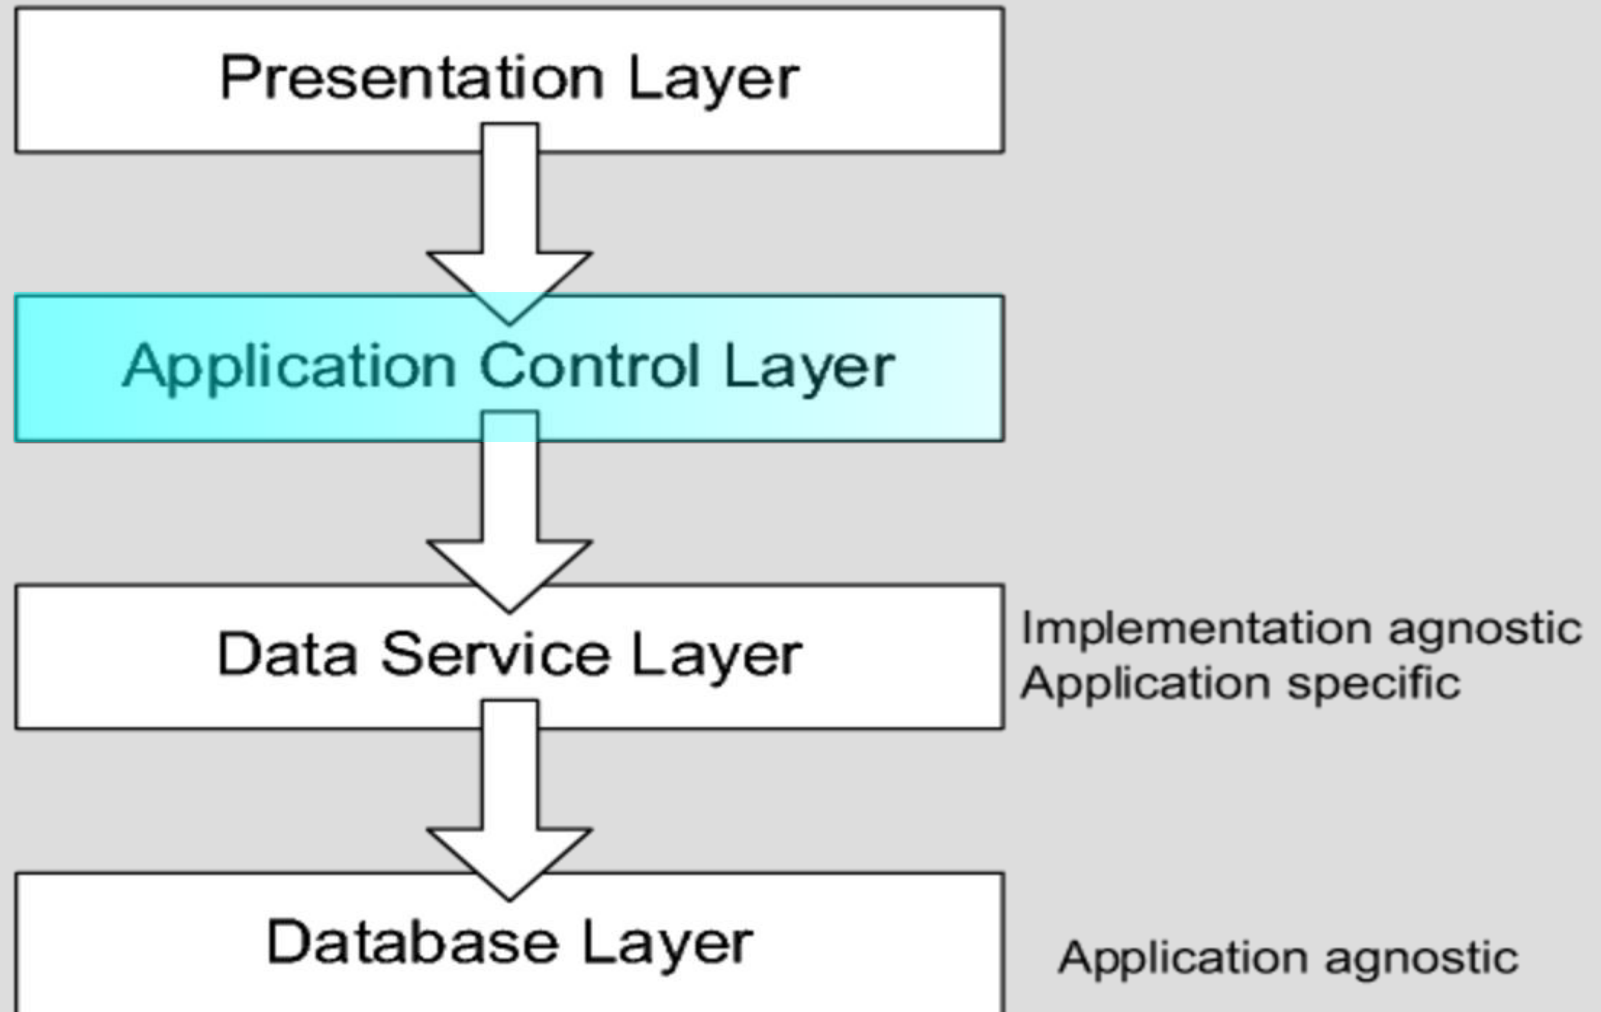 Presentation Layer
Application Control Layer
Data Service Layer
Implementation agnostic
Application specific
Database Layer
Application agnostic